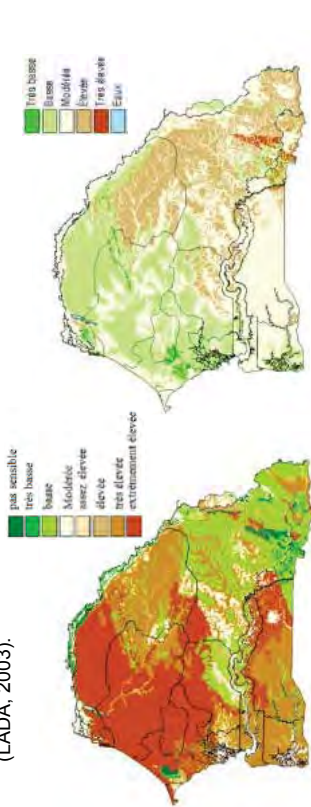 (LADA, 2003).
pas sensible
très basse
basse
Modérée
assez élevée
élevée
très élevée
extrêmement élevée
Très basse
Basse
Modérée
Élevée
Très élevée
Eaux